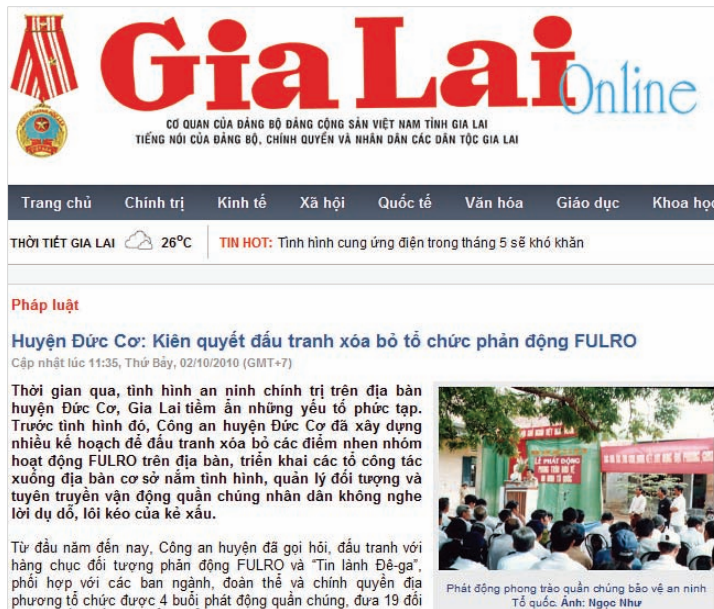 Gia Lai Online
CƠ QUAN CỦA ĐẢNG BỘ ĐẢNG CỘNG SẢN VIỆT NAM TỈNH GIA LAI
TIẾNG NÓI CỦA ĐẢNG BỘ, CHÍNH QUYỀN VÀ NHÂN DÂN CÁC DÂN TỘC GIA LAI
Trang chủ Chính trị Kinh tế Xã hội Quốc tế Văn hóa Giáo dục Khoa học
THỜI TIẾT GIA LAI 26°C TIN HOT: Tình hình cung ứng điện trong tháng 5 sẽ khó khăn
Pháp luật
Huyện Đức Cơ: Kiên quyết đấu tranh xóa bỏ tổ chức phản động FULRO
Cập nhật lúc 11:35, Thứ Bảy, 02/10/2010 (GMT+7)
Thời gian qua, tình hình an ninh chính trị trên địa bàn
huyện Đức Cơ, Gia Lai tiềm ẩn những yếu tố phức tạp.
Trước tình hình đó, Công an huyện Đức Cơ đã xây dựng
nhiều kế hoạch để đấu tranh xóa bỏ các điểm nhen nhóm
hoạt động FULRO trên địa bàn, triển khai các tổ công tác
xuống địa bàn cơ sở nắm tình hình, quản lý đối tượng và
tuyên truyền vận động quần chúng nhân dân không nghe
lời dụ dỗ, lôi kéo của kẻ xấu.
Từ đầu năm đến nay, Công an huyện đã gọi hỏi, đấu tranh với
hàng chục đối tượng phản động FULRO và "Tin lành Đê-ga",
phối hợp với các ban ngành, đoàn thể và chính quyền địa
phương tổ chức được 4 buổi phát động quần chúng, đưa 19 đối
LỄ PHÁT ĐỘNG
PHONG TRÀO BẢO VỆ
AN NINH TỔ QUỐC
Phát động phong trào quần chúng bảo vệ an ninh
Tổ quốc. Ảnh: Ngọc Như